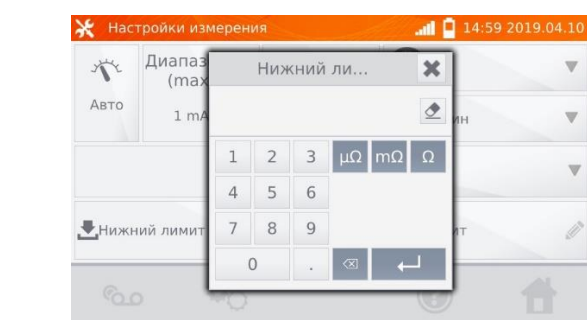 Настройки измерения 14:59 2019.04.10
Диапаз
(max
Авто
1 mA
Нижний ли...
ин
1 2 3 µΩ mΩ Ω
4 5 6
7 8 9
0 .
Нижний лимит
ит